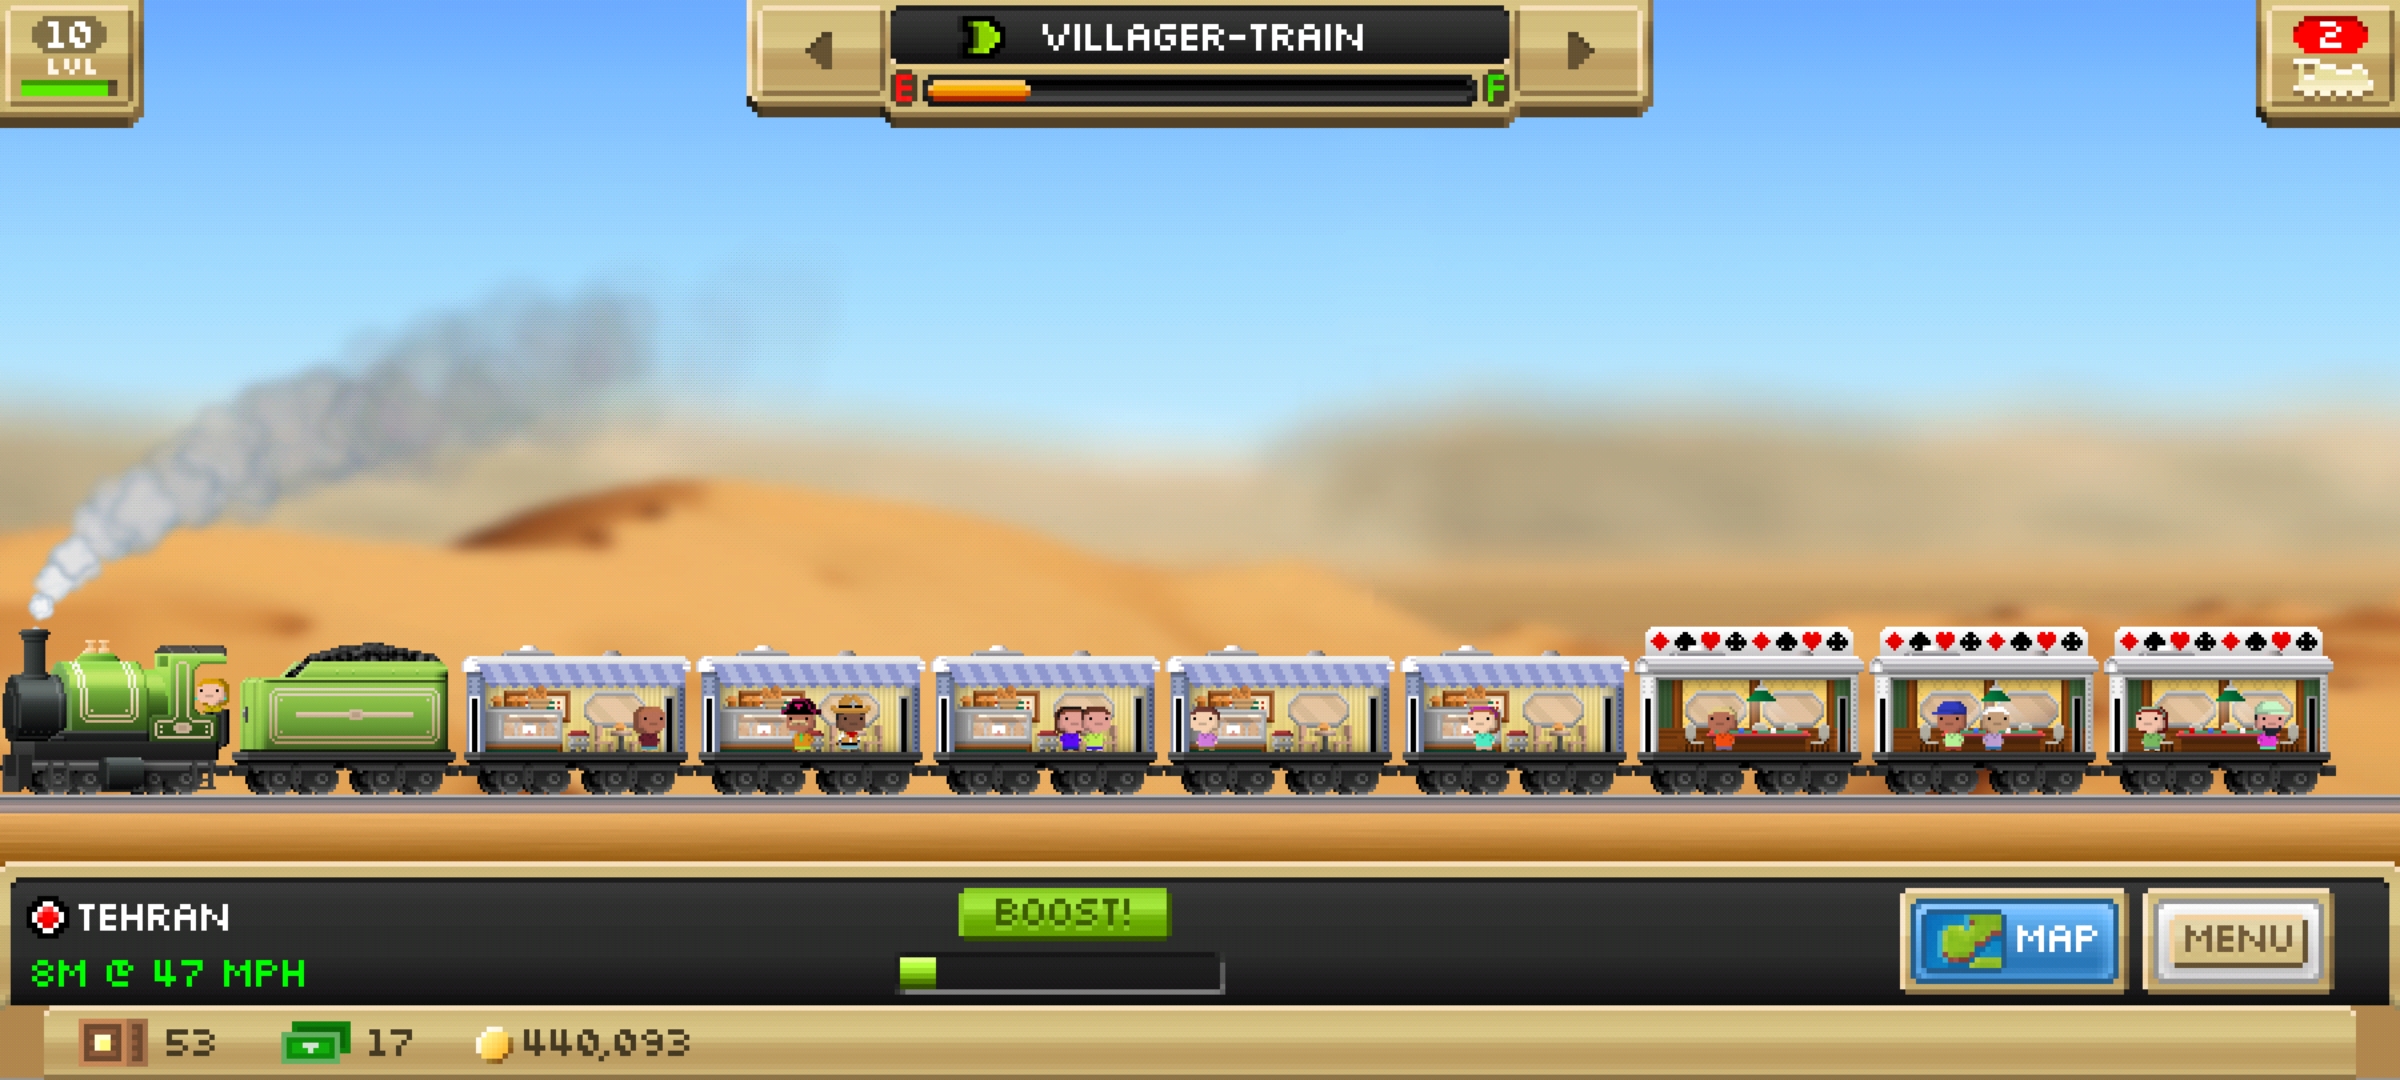 10
LVL
VILLAGER-TRAIN
E F
2
TEHRAN
8M @ 47 MPH
BOOST!
MAP
MENU
53
17
440,093